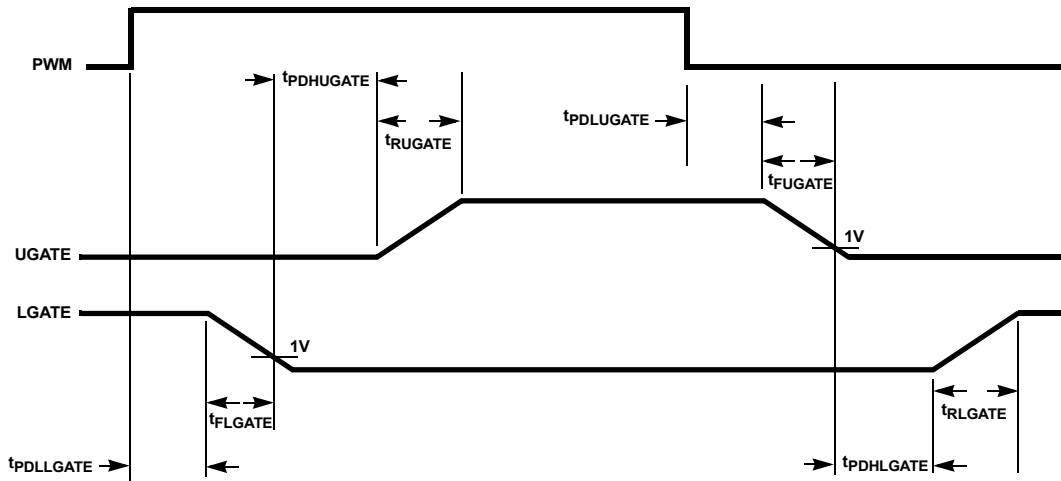 PWM
tPDHUGATE
tRUGATE
tPDLUGATE
tFUGATE
1V
UGATE
LGATE
1V
tFLGATE
tRLGATE
tPDLLGATE
tPDHLGATE